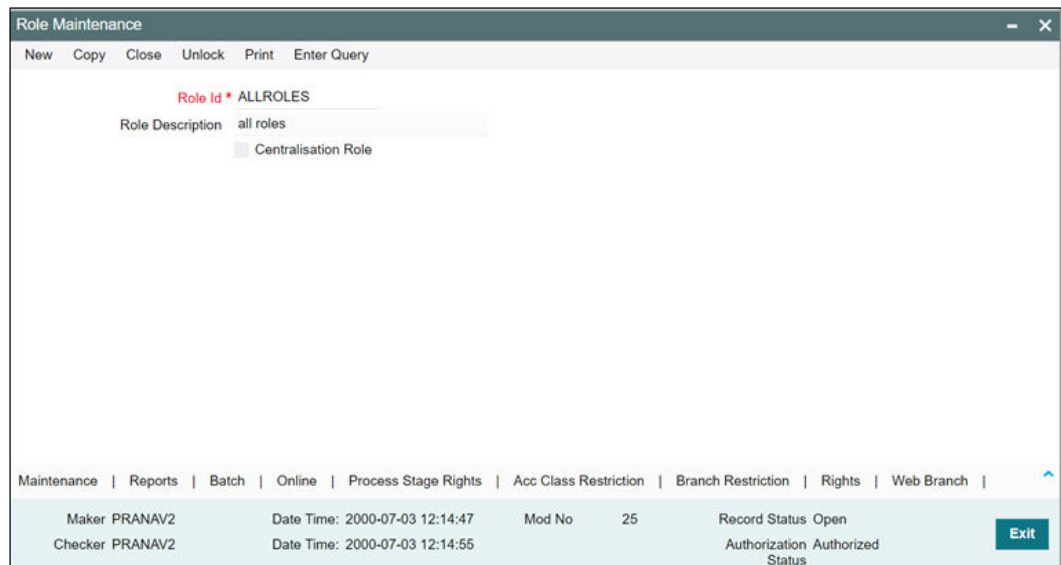 Role Maintenance
New Copy Close Unlock Print Enter Query
Role Id * ALLROLES
Role Description all roles
Centralisation Role
Maintenance | Reports | Batch | Online | Process Stage Rights | Acc Class Restriction | Branch Restriction | Rights | Web Branch |
Maker PRANAV2 Date Time: 2000-07-03 12:14:47 Mod No 25 Record Status Open
Checker PRANAV2 Date Time: 2000-07-03 12:14:55 Authorization Authorized
Status
Exit